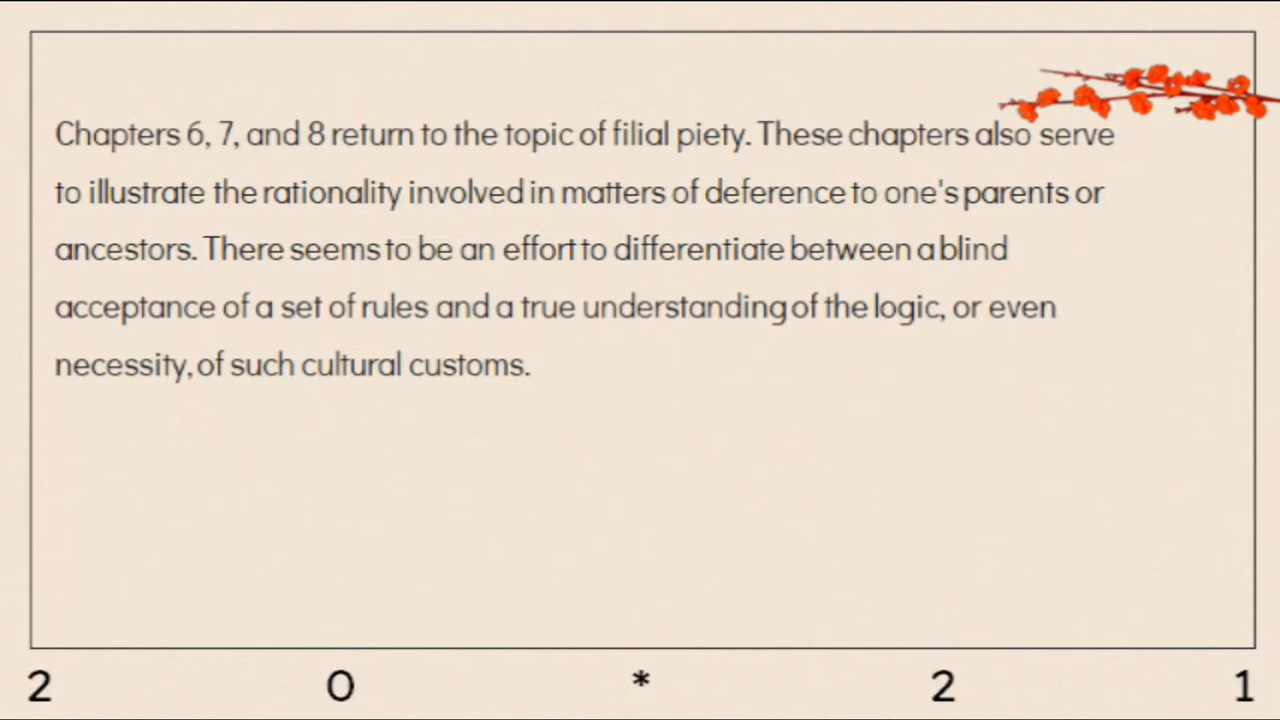 Chapters 6, 7, and 8 return to the topic of filial piety. These chapters also serve
to illustrate the rationality involved in matters of deference to one's parents or
ancestors. There seems to be an effort to differentiate between a blind
acceptance of a set of rules and a true understanding of the logic, or even
necessity, of such cultural customs.
2 0 * 2 1